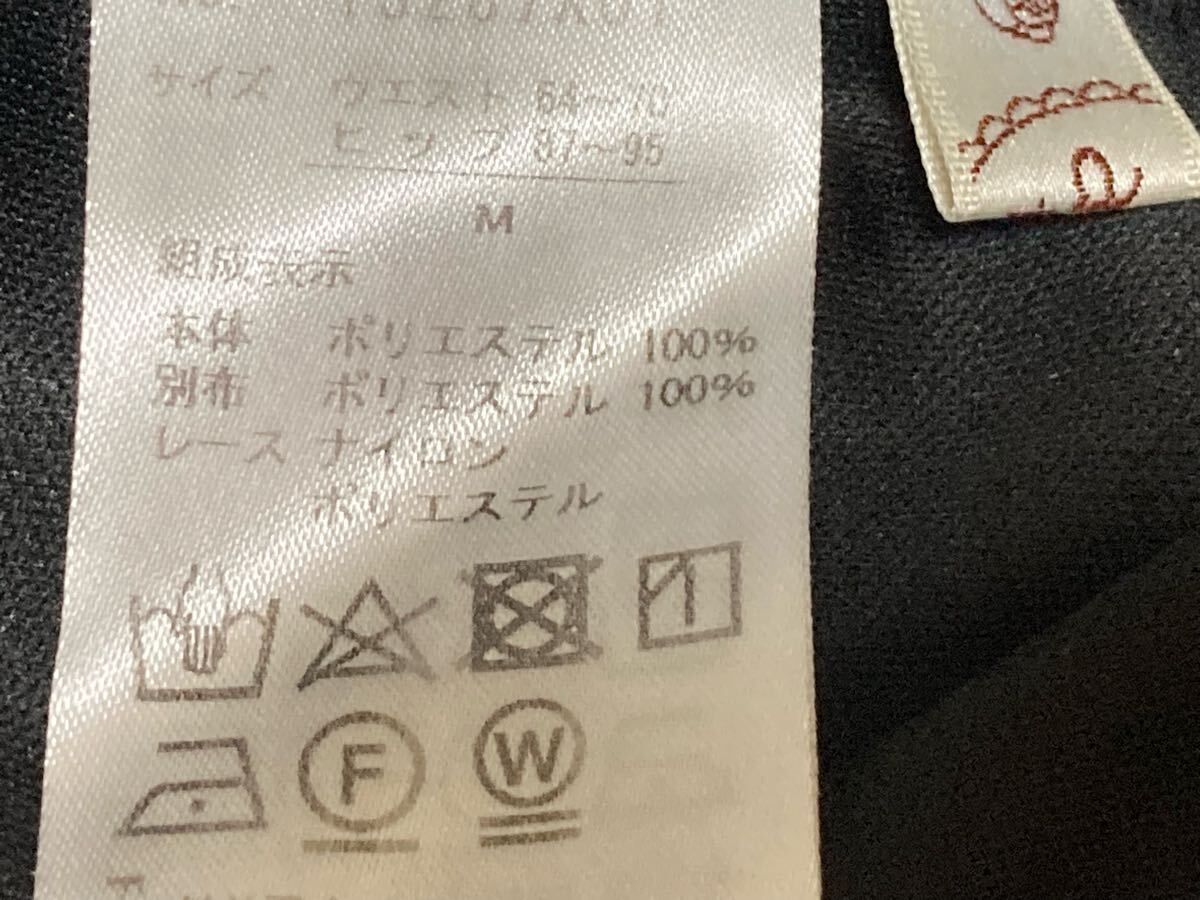 サイズ ウエスト 64～70
ヒップ 87～95
M
組成表示
本体 ポリエステル 100%
別布 ポリエステル 100%
レース ナイロン
ポリエステル
F W